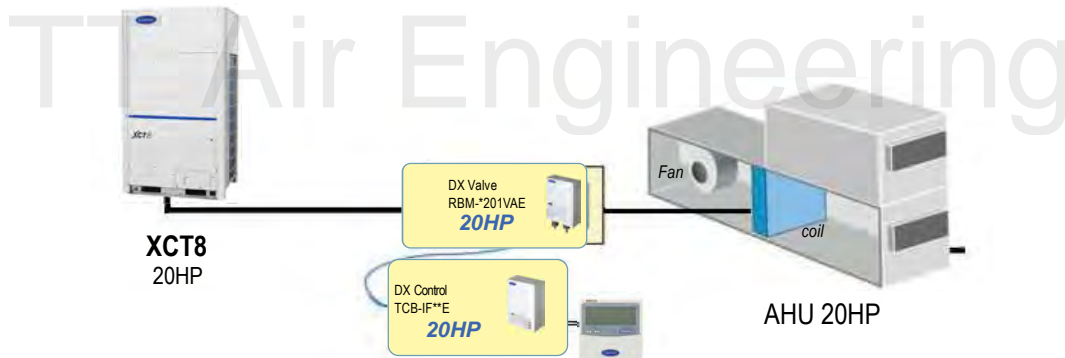 TT Air Engineering
XCT8
Fan
DX Valve
RBM-*201VAE
20HP
coil
XCT8
20HP
DX Control
TCB-IF**E
20HP
AHU 20HP